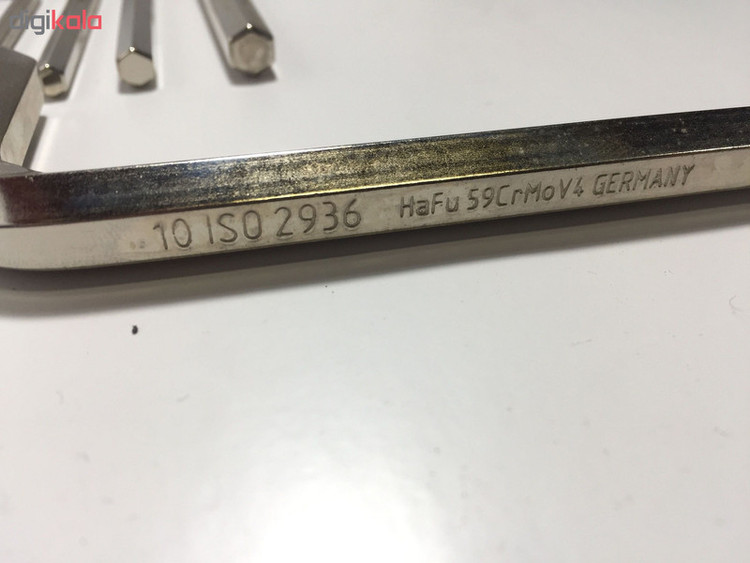 digikala
10 ISO 2936 HaFu 59CrMoV4 GERMANY